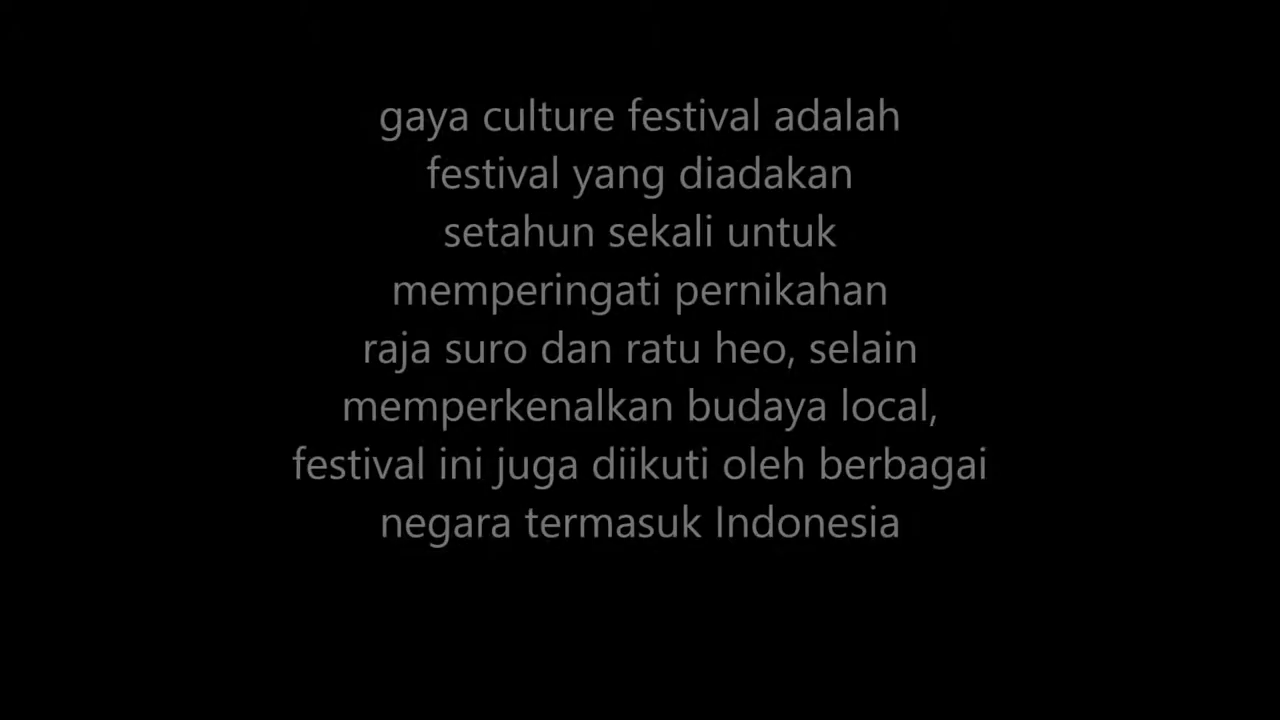 gaya culture festival adalah
festival yang diadakan
setahun sekali untuk
memperingati pernikahan
raja suro dan ratu heo, selain
memperkenalkan budaya local,
festival ini juga diikuti oleh berbagai
negara termasuk Indonesia